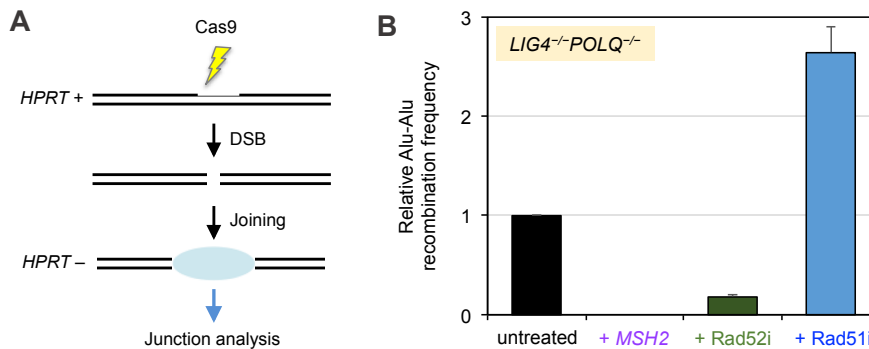 A
Cas9
HPRT +
DSB
Joining
HPRT –
Junction analysis
B
LIG4–/–POLQ–/–
Relative Alu-Alu
recombination frequency
3
2
1
0
untreated
+ MSH2
+ Rad52i
+ Rad51i